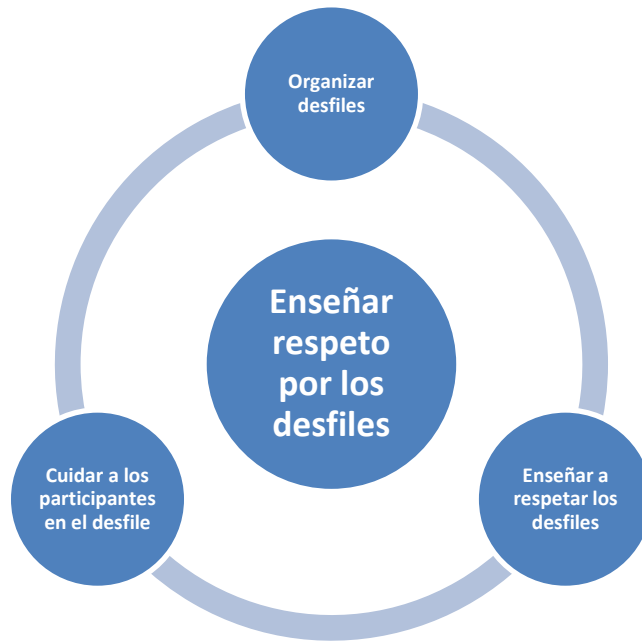 Organizar
desfiles
Enseñar
respeto
por los
desfiles
Cuidar a los
participantes
en el desfile
Enseñar a
respetar los
desfiles